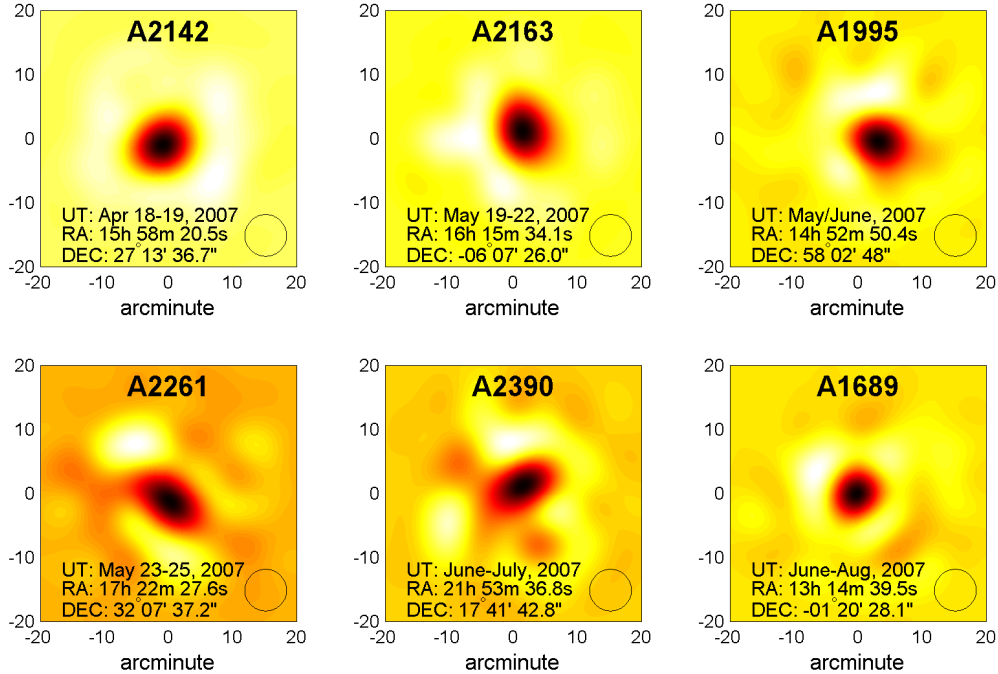 A2142
20
10
0
-10
-20
UT: Apr 18-19, 2007
RA: 15h 58m 20.5s
DEC: 27° 13' 36.7"
-20 -10 0 10 20
arcminute
A2163
20
10
0
-10
-20
UT: May 19-22, 2007
RA: 16h 15m 34.1s
DEC: -06° 07' 26.0"
-20 -10 0 10 20
arcminute
A1995
20
10
0
-10
-20
UT: May/June, 2007
RA: 14h 52m 50.4s
DEC: 58° 02' 48"
-20 -10 0 10 20
arcminute
A2261
20
10
0
-10
-20
UT: May 23-25, 2007
RA: 17h 22m 27.6s
DEC: 32° 07' 37.2"
-20 -10 0 10 20
arcminute
A2390
20
10
0
-10
-20
UT: June-July, 2007
RA: 21h 53m 36.8s
DEC: 17° 41' 42.8"
-20 -10 0 10 20
arcminute
A1689
20
10
0
-10
-20
UT: June-Aug, 2007
RA: 13h 14m 39.5s
DEC: -01° 20' 28.1"
-20 -10 0 10 20
arcminute